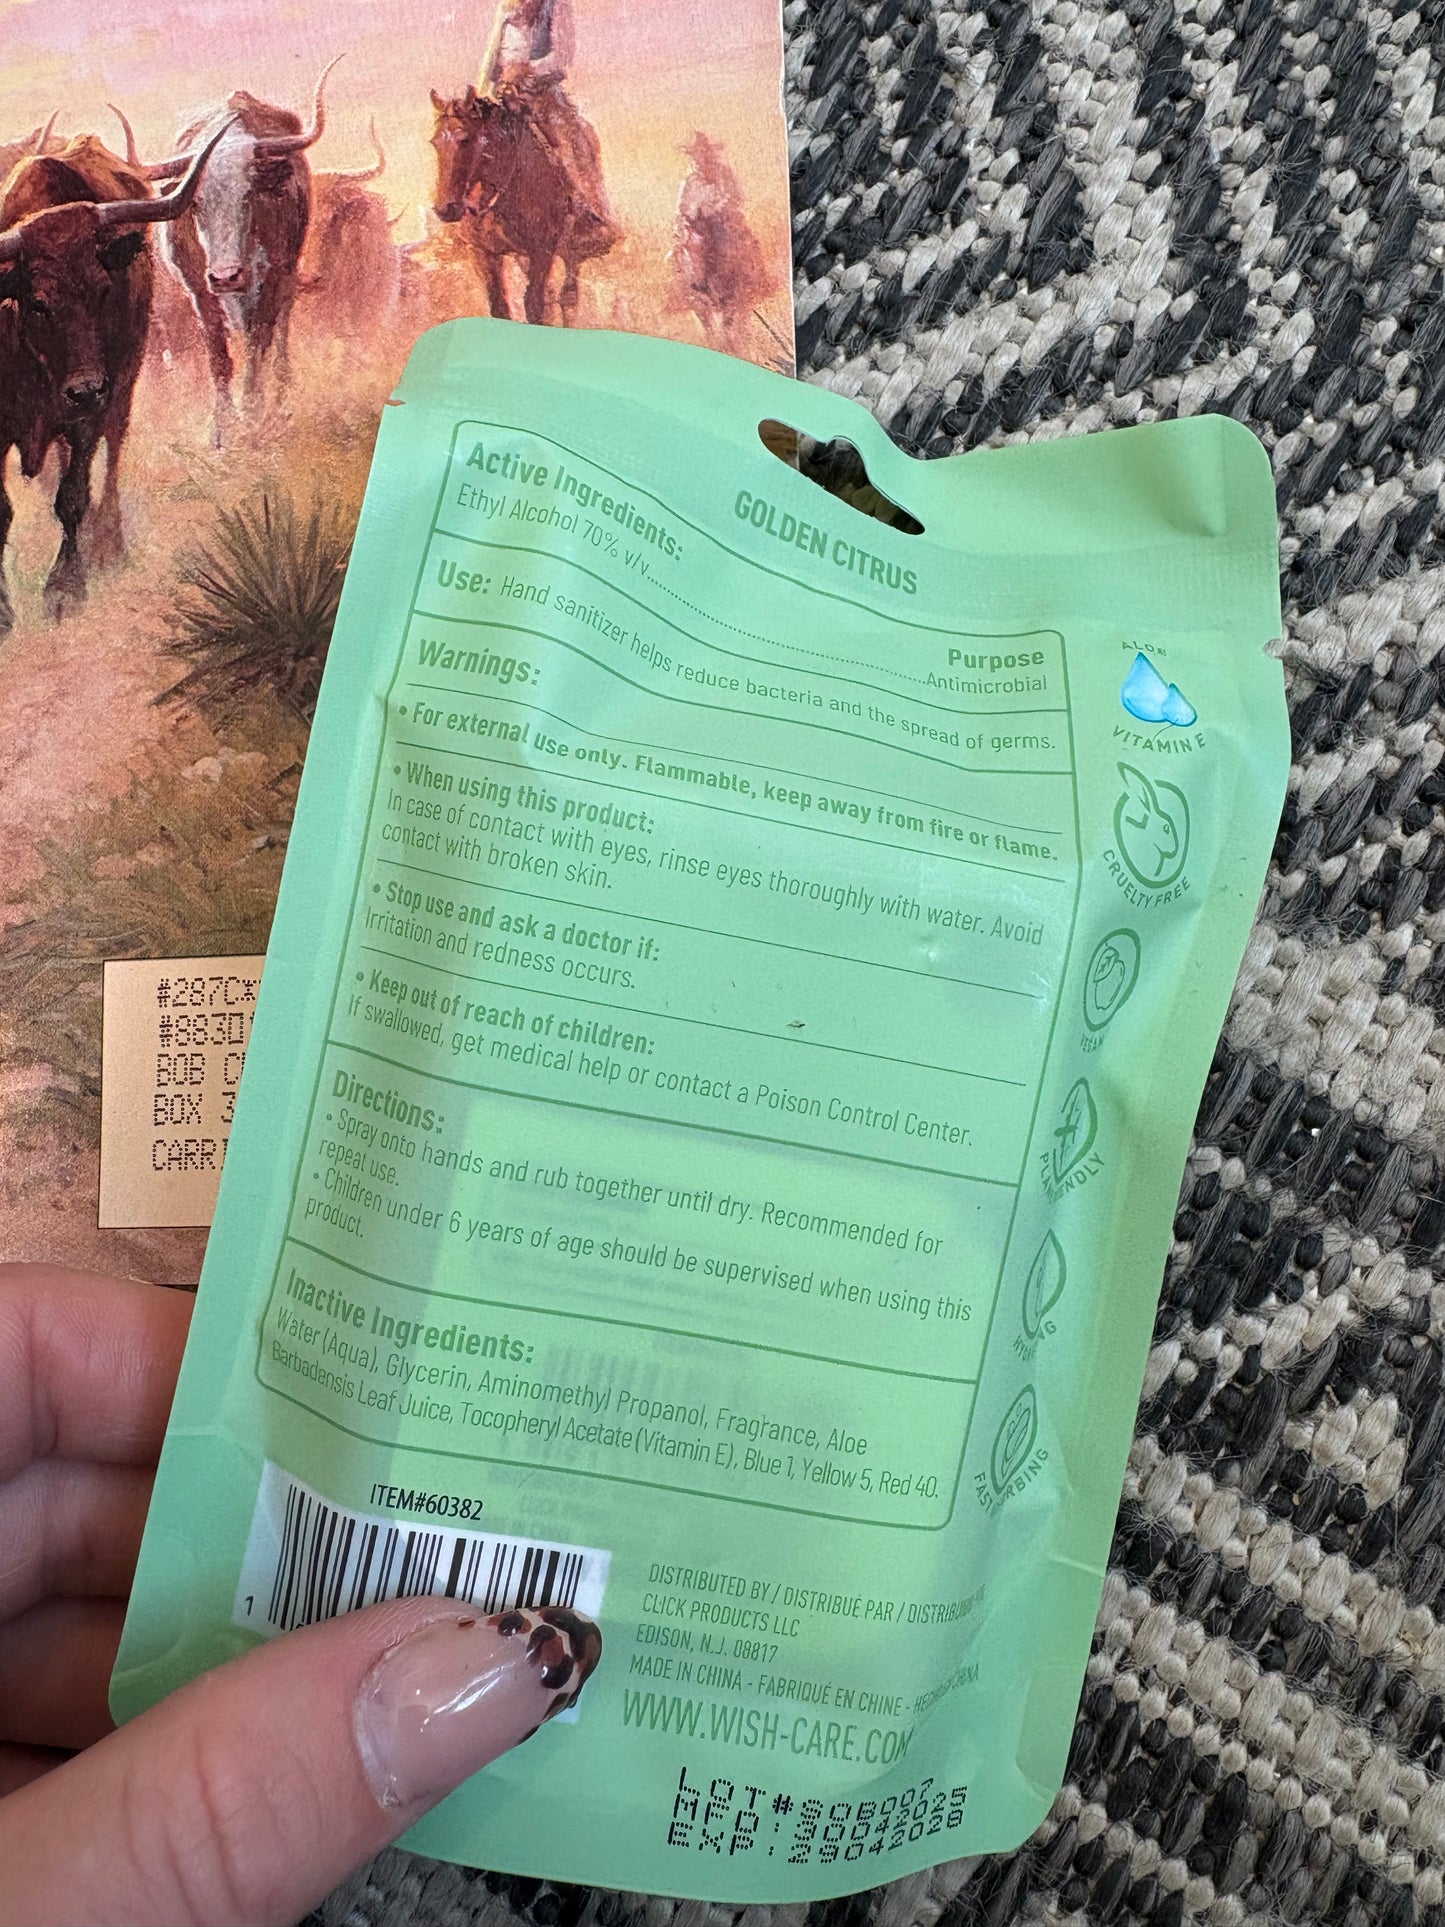 #287C*
#883D
BOB
BOX 3
CARR
GOLDEN CITRUS
Active Ingredients:
Purpose
Ethyl Alcohol 70% v/v..........Antimicrobial
Use: Hand sanitizer helps reduce bacteria and the spread of germs.
Warnings:
• For external use only. Flammable, keep away from fire or flame.
• When using this product:
In case of contact with eyes, rinse eyes thoroughly with water. Avoid
contact with broken skin.
• Stop use and ask a doctor if:
Irritation and redness occurs.
• Keep out of reach of children:
If swallowed, get medical help or contact a Poison Control Center.
Directions:
• Spray onto hands and rub together until dry. Recommended for
repeat use.
• Children under 6 years of age should be supervised when using this
product.
Inactive Ingredients:
Water (Aqua), Glycerin, Aminomethyl Propanol, Fragrance, Aloe
Barbadansis Leaf Juice, Tocopheryl Acetate (Vitamin E), Blue 1, Yellow 5, Red 40.
ALOE
VITAMIN E
CRUELTY FREE
VEGAN
ITEM#60382
1
DISTRIBUTED BY / DISTRIBUÉ PAR /
CLICK PRODUCTS LLC
EDISON, N.J. 08817
MADE IN CHINA - FABRIQUÉ EN CHINE -
WWW.WISH-CARE.COM
LOT#80B007
MFD:30042025
EXP:29042028